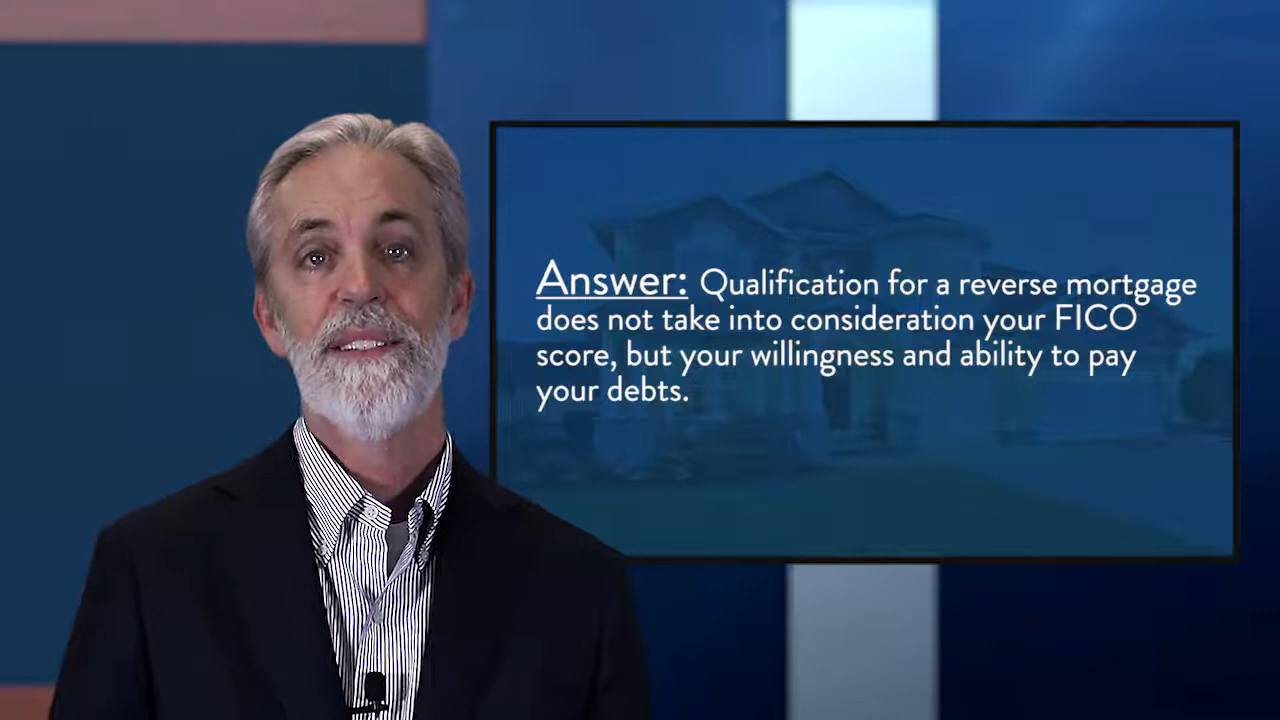 Answer: Qualification for a reverse mortgage
does not take into consideration your FICO
score, but your willingness and ability to pay
your debts.